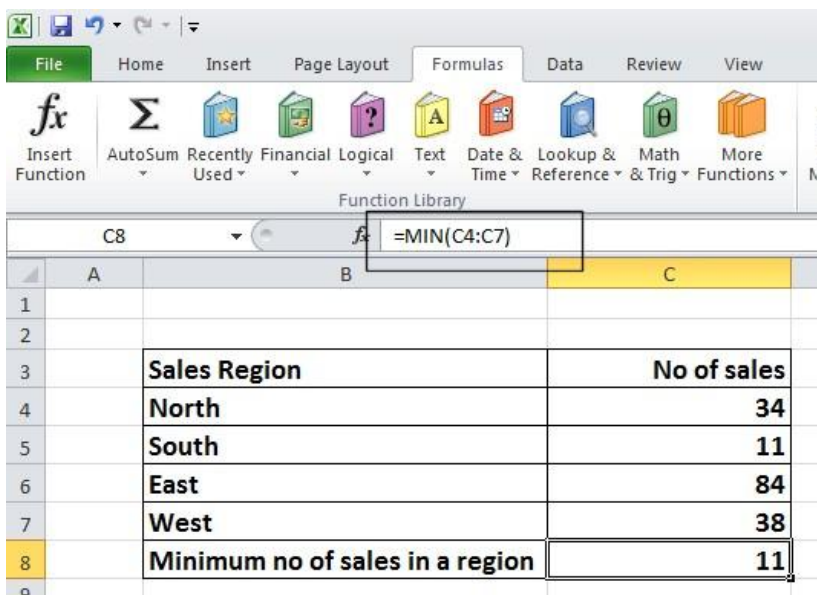 File Home Insert Page Layout Formulas Data Review View
fx Σ ? A θ
Insert Function AutoSum Recently Used Financial Logical Text Date & Time Lookup & Reference Math & Trig More Functions M
Function Library
C8 fx =MIN(C4:C7)
A B C
1
2
3 Sales Region No of sales
4 North 34
5 South 11
6 East 84
7 West 38
8 Minimum no of sales in a region 11
9